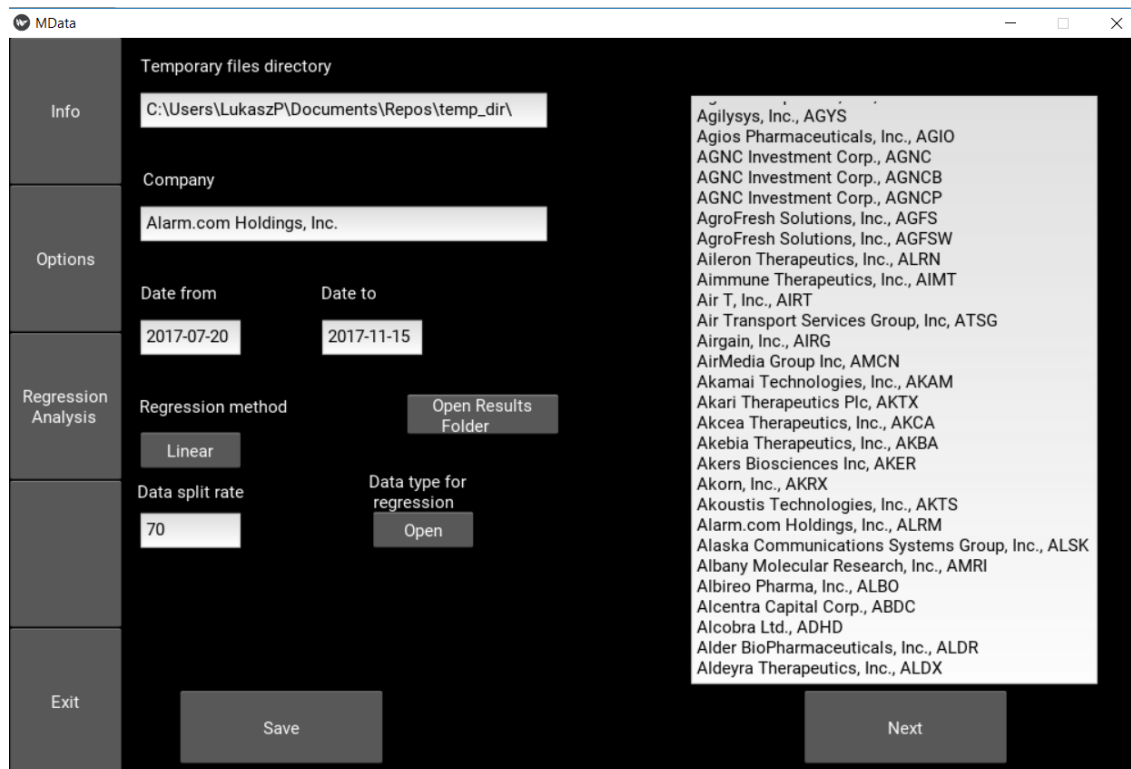 MData
Info
Options
Regression
Analysis
Exit
Temporary files directory
C:\Users\LukaszP\Documents\Repos\temp_dir\
Company
Alarm.com Holdings, Inc.
Date from
Date to
2017-07-20
2017-11-15
Regression method
Open Results
Folder
Linear
Data split rate
Data type for
regression
70
Open
Save
Agilysys, Inc., AGYS
Agios Pharmaceuticals, Inc., AGIO
AGNC Investment Corp., AGNC
AGNC Investment Corp., AGNCB
AGNC Investment Corp., AGNCP
AgroFresh Solutions, Inc., AGFS
AgroFresh Solutions, Inc., AGFSW
Aileron Therapeutics, Inc., ALRN
Aimmune Therapeutics, Inc., AIMT
Air T, Inc., AIRT
Air Transport Services Group, Inc, ATSG
Airgain, Inc., AIRG
AirMedia Group Inc, AMCN
Akamai Technologies, Inc., AKAM
Akari Therapeutics Plc, AKTX
Akcea Therapeutics, Inc., AKCA
Akebia Therapeutics, Inc., AKBA
Akers Biosciences Inc, AKER
Akorn, Inc., AKRX
Akoustis Technologies, Inc., AKTS
Alarm.com Holdings, Inc., ALRM
Alaska Communications Systems Group, Inc., ALSK
Albany Molecular Research, Inc., AMRI
Albireo Pharma, Inc., ALBO
Alcentra Capital Corp., ABDC
Alcobra Ltd., ADHD
Alder BioPharmaceuticals, Inc., ALDR
Aldeyra Therapeutics, Inc., ALDX
Next